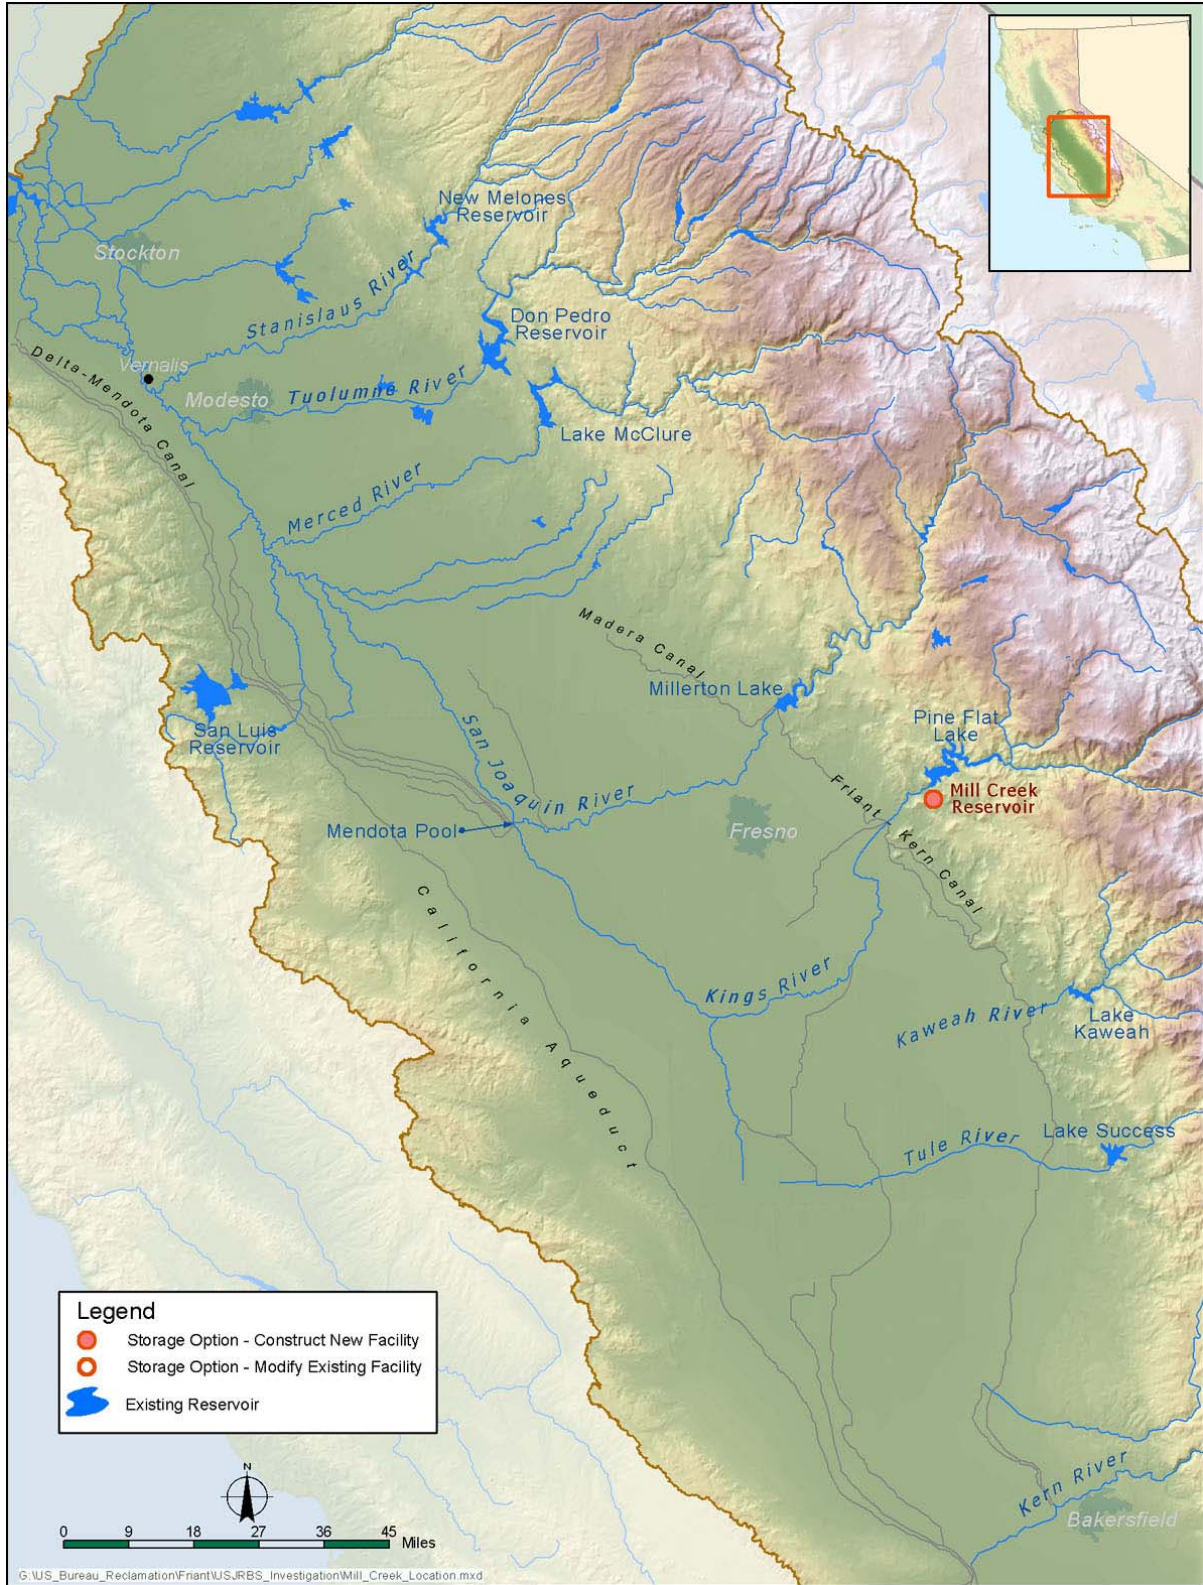 New Melones
Reservoir
Stockton
Stanislaus River
Don Pedro
Reservoir
Delta-Mendota Canal
Vernalis
Modesto
Tuolumne River
Lake McClure
Merced River
Madera Canal
Millerton Lake
San Luis
Reservoir
San Joaquin River
Pine Flat
Lake
Mill Creek
Reservoir
Friant - Kern Canal
Mendota Pool
Fresno
California Aqueduct
Kings River
Kaweah River
Lake
Kaweah
Tule River
Lake Success
Legend
Storage Option - Construct New Facility
Storage Option - Modify Existing Facility
Existing Reservoir
N
0 9 18 27 36 45
Miles
Kern River
Bakersfield
G:\US_Bureau_Reclamation\Friant\USJRBS_Investigation\Mill_Creek_Location.mxd